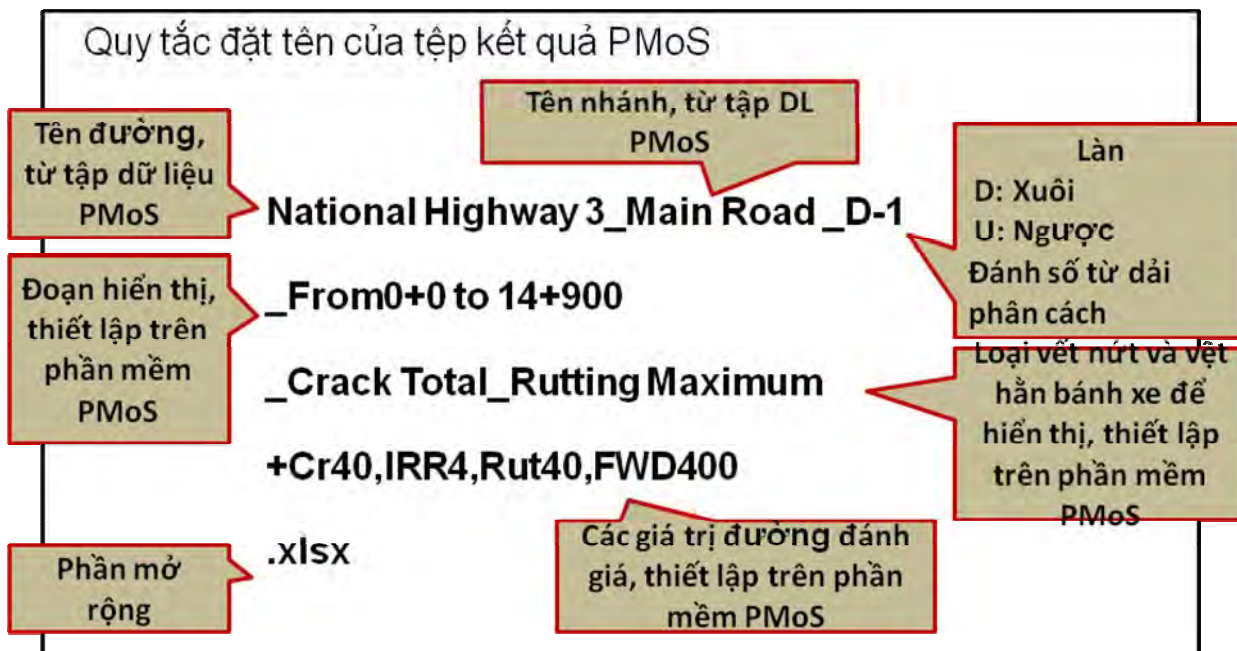 Quy tắc đặt tên của tệp kết quả PMoS
Tên đường,
từ tập dữ liệu
PMoS
Tên nhánh, từ tập DL
PMoS
Làn
D: Xuôi
U: Ngược
Đánh số từ dải
phân cách
National Highway 3_Main Road _D-1
Đoạn hiển thị,
thiết lập trên
phần mềm
PMoS
_From0+0 to 14+900
_Crack Total_Rutting Maximum
Loại vết nứt và vệt
hằn bánh xe để
hiển thị, thiết lập
trên phần mềm
PMoS
+Cr40,IRR4,Rut40,FWD400
Các giá trị đường đánh
giá, thiết lập trên phần
mềm PMoS
Phần mở
rộng
.xlsx